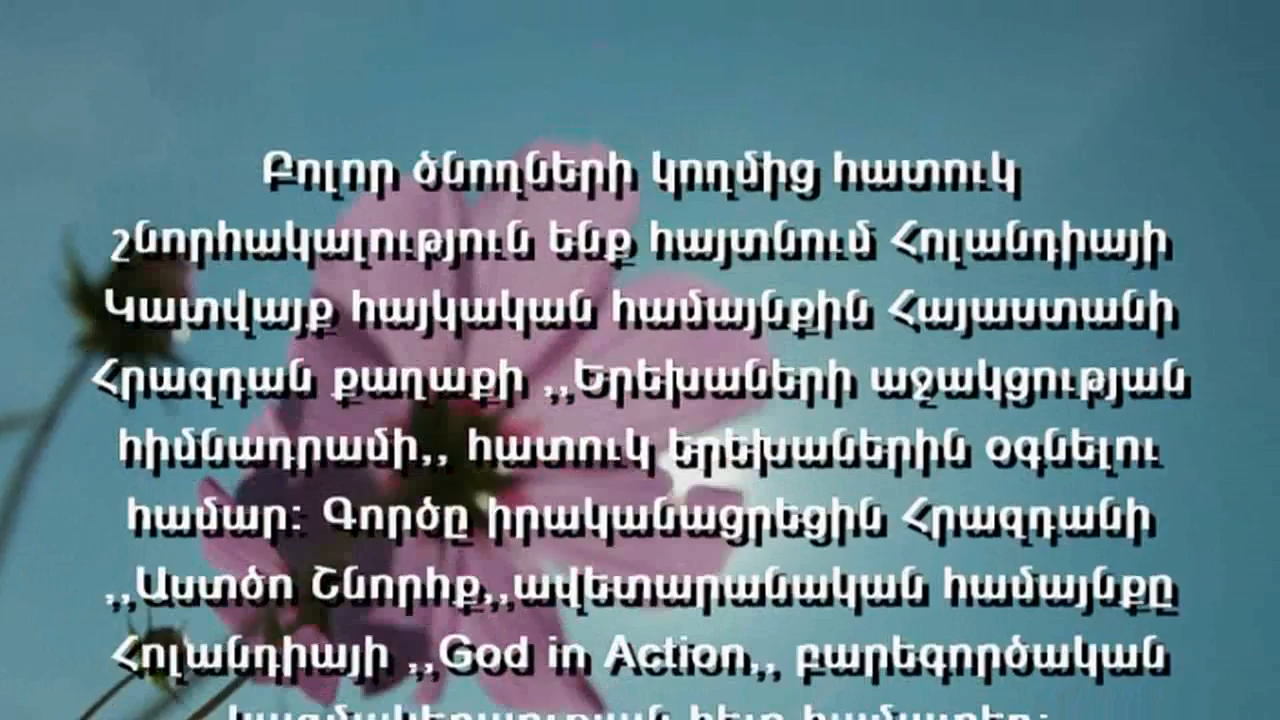 Բոլոր ծնողների կողմից հատուկ
շնորհակալություն ենք հայտնում Հոլանդիայի
Կատվայք հայկական համայնքին Հայաստանի
Հրազդան քաղաքի ,,Երեխաների աջակցության
հիմնադրամի,, հատուկ երեխաներին օգնելու
համար: Գործը իրականացրեցին Հրազդանի
,,Աստծո Շնորհք,,ավետարանական համայնքը
Հոլանդիայի ,,God in Action,, բարեգործական